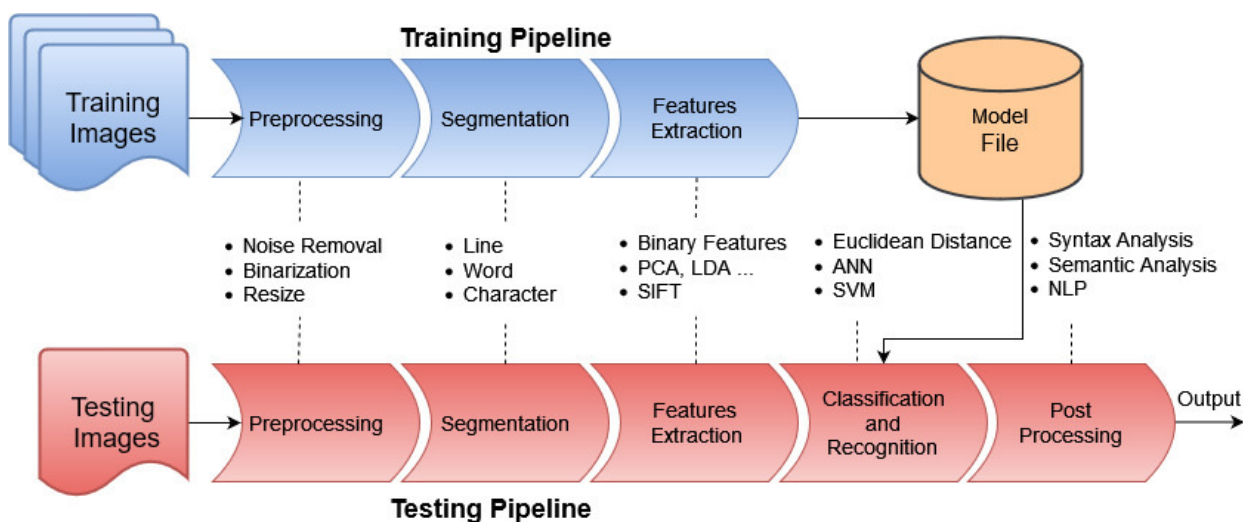 Training Pipeline
Training
Images
Preprocessing
Segmentation
Features
Extraction
Model
File
• Noise Removal
• Binarization
• Resize
• Line
• Word
• Character
• Binary Features
• PCA, LDA ...
• SIFT
• Euclidean Distance
• ANN
• SVM
• Syntax Analysis
• Semantic Analysis
• NLP
Testing
Images
Preprocessing
Segmentation
Features
Extraction
Classification
and
Recognition
Post
Processing
Output
Testing Pipeline